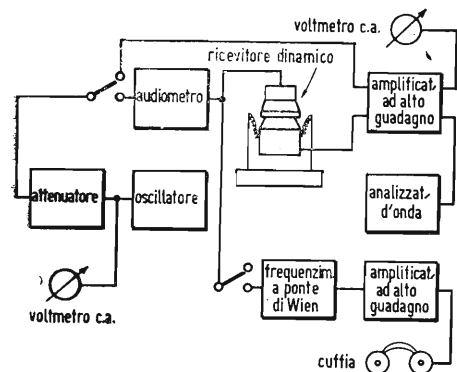 voltmetro c.a.
ricevitore dinamico
audiometro
amplificat.
ad alto
guadagno
attenuatore
oscillatore
analizzat.
d'onda
voltmetro c.a.
frequenzim.
a ponte
di Wien
amplificat.
ad alto
guadagno
cuffia